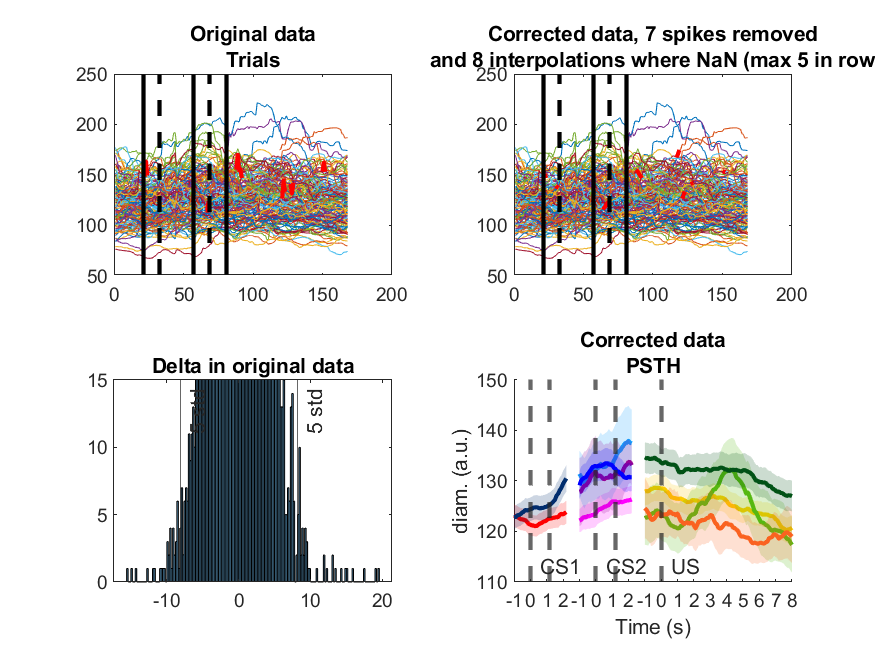 Original data
Trials
250
200
150
100
50
0
50
100
150
200
Corrected data, 7 spikes removed
and 8 interpolations where NaN (max 5 in row
250
200
150
100
50
0
50
100
150
200
Delta in original data
15
10
5
0
-10
0
10
20
5 std
Corrected data
PSTH
150
140
130
120
110
diam. (a.u.)
CS1
CS2
US
-1 0 1 2 -1 0 1 2 -1 0 1 2 3 4 5 6 7 8
Time (s)